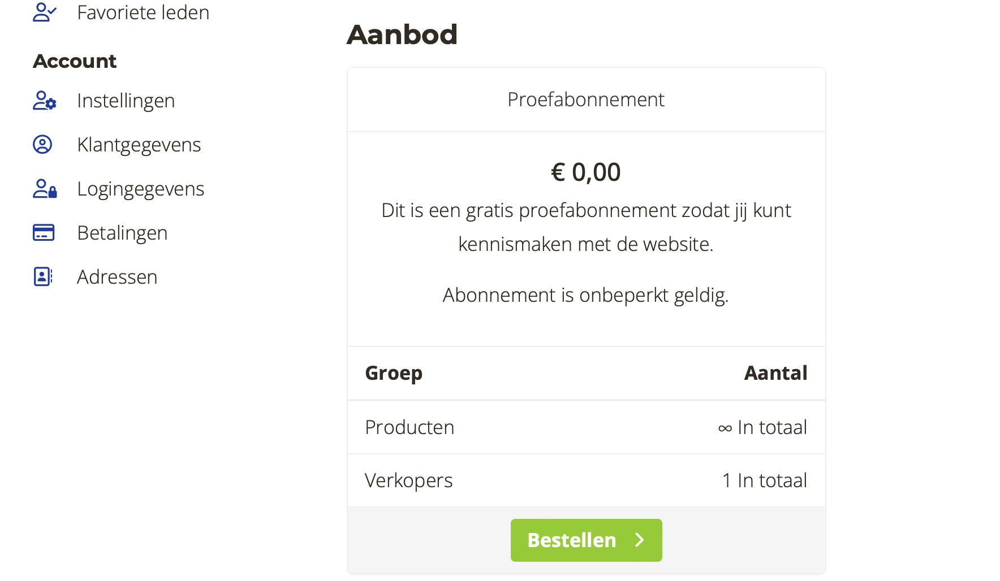 Favoriete leden
Account
Instellingen
Klantgegevens
Logingegevens
Betalingen
Adressen
Aanbod
Proefabonnement
€ 0,00
Dit is een gratis proefabonnement zodat jij kunt
kennismaken met de website.
Abonnement is onbeperkt geldig.
Groep Aantal
Producten ∞ In totaal
Verkopers 1 In totaal
Bestellen